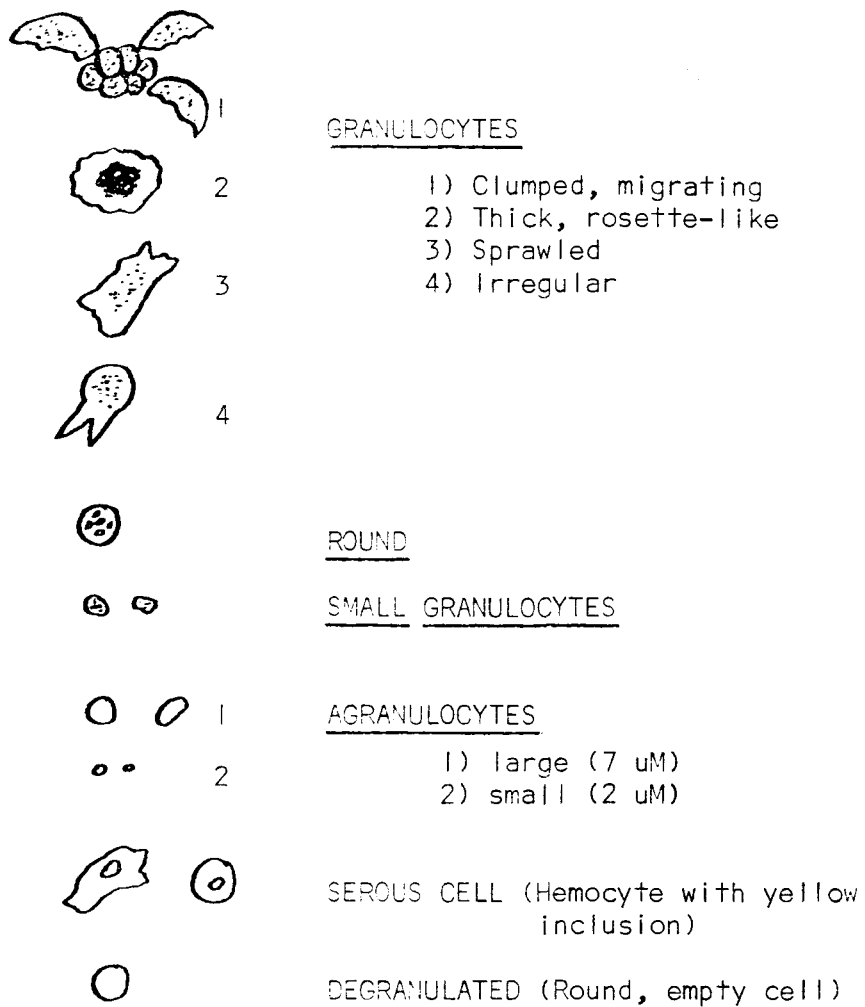 1
GRANULOCYTES
2
1) Clumped, migrating
2) Thick, rosette-like
3
3) Sprawled
4) Irregular
4
ROUND
SMALL GRANULOCYTES
1
AGRANULOCYTES
1) large (7 uM)
2
2) small (2 uM)
SEROUS CELL (Hemocyte with yellow
inclusion)
DEGRANULATED (Round, empty cell)